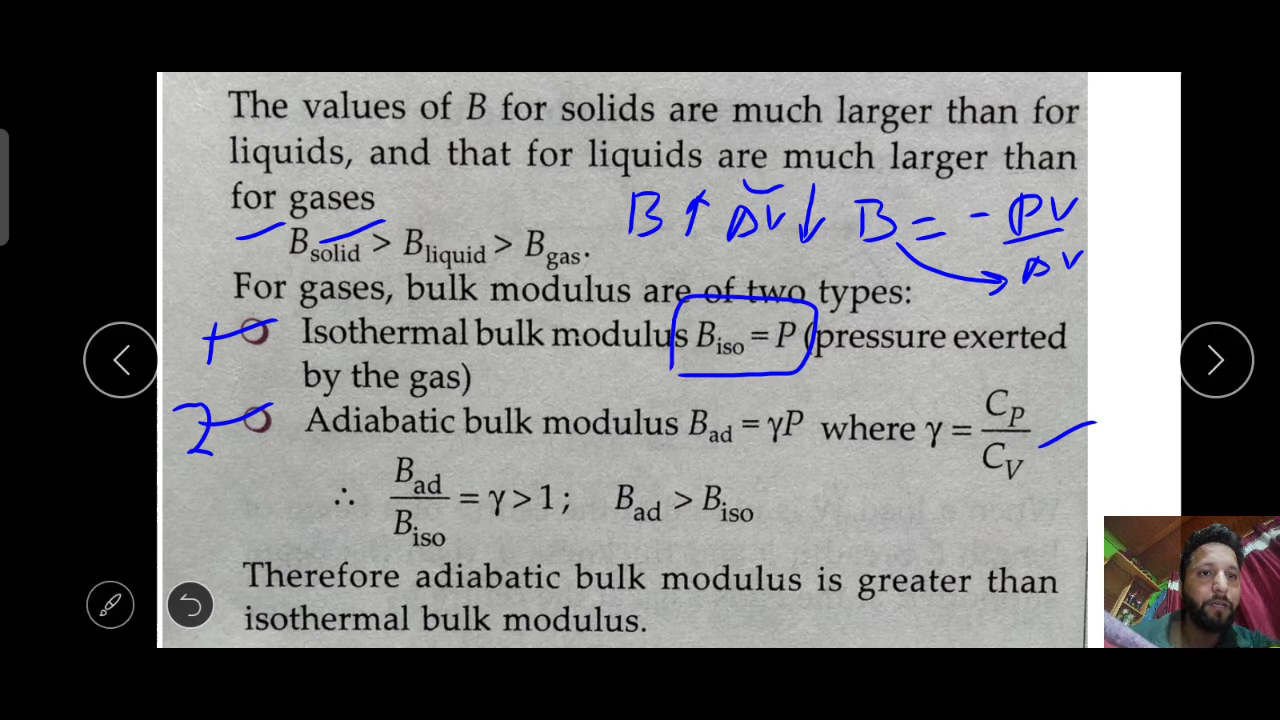 The values of B for solids are much larger than for
liquids, and that for liquids are much larger than
for gases
B ↑ ΔV ↓ B = - PV/ΔV
B_solid > B_liquid > B_gas.
For gases, bulk modulus are of two types:
1 Isothermal bulk modulus B_iso = P (pressure exerted
by the gas)
2 Adiabatic bulk modulus B_ad = γP where γ = C_P/C_V
∴ B_ad/B_iso = γ > 1; B_ad > B_iso
Therefore adiabatic bulk modulus is greater than
isothermal bulk modulus.